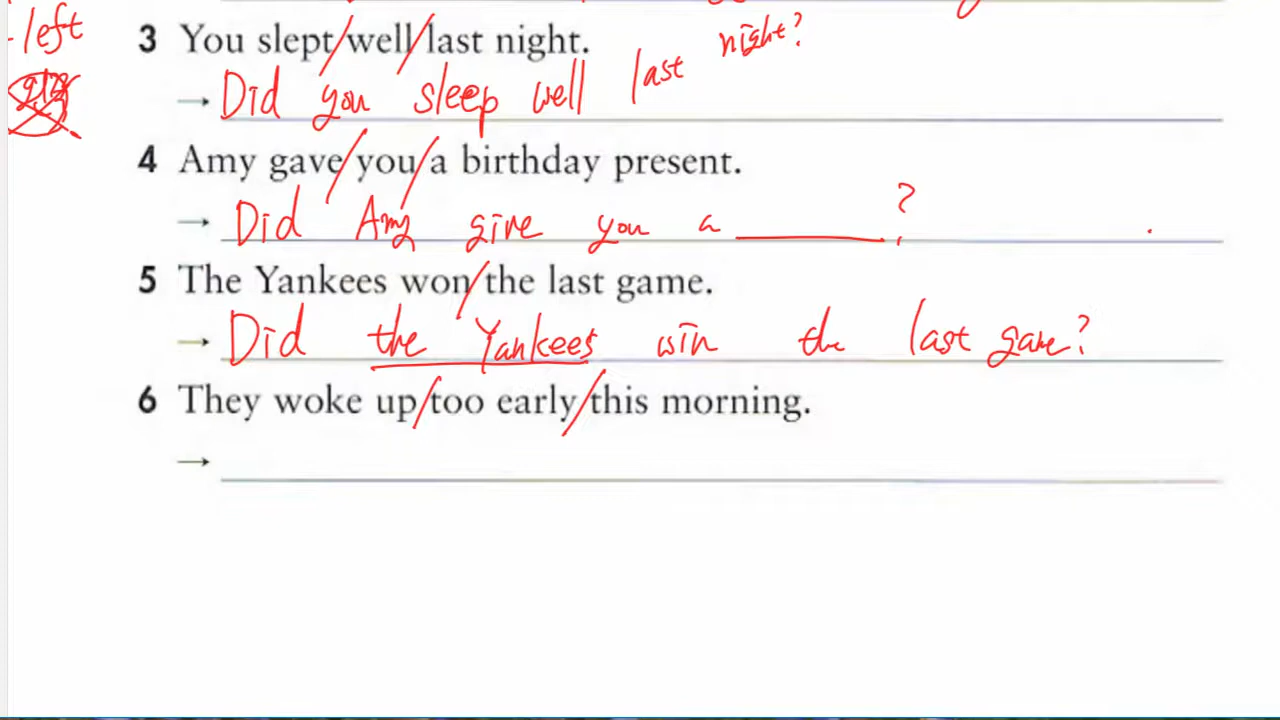 - left
3 You slept/well/last night.
→ Did you sleep well last night?
4 Amy gave/you/a birthday present.
→ Did Amy give you a ______?
5 The Yankees won/the last game.
→ Did the Yankees win the last game?
6 They woke up/too early/this morning.
→